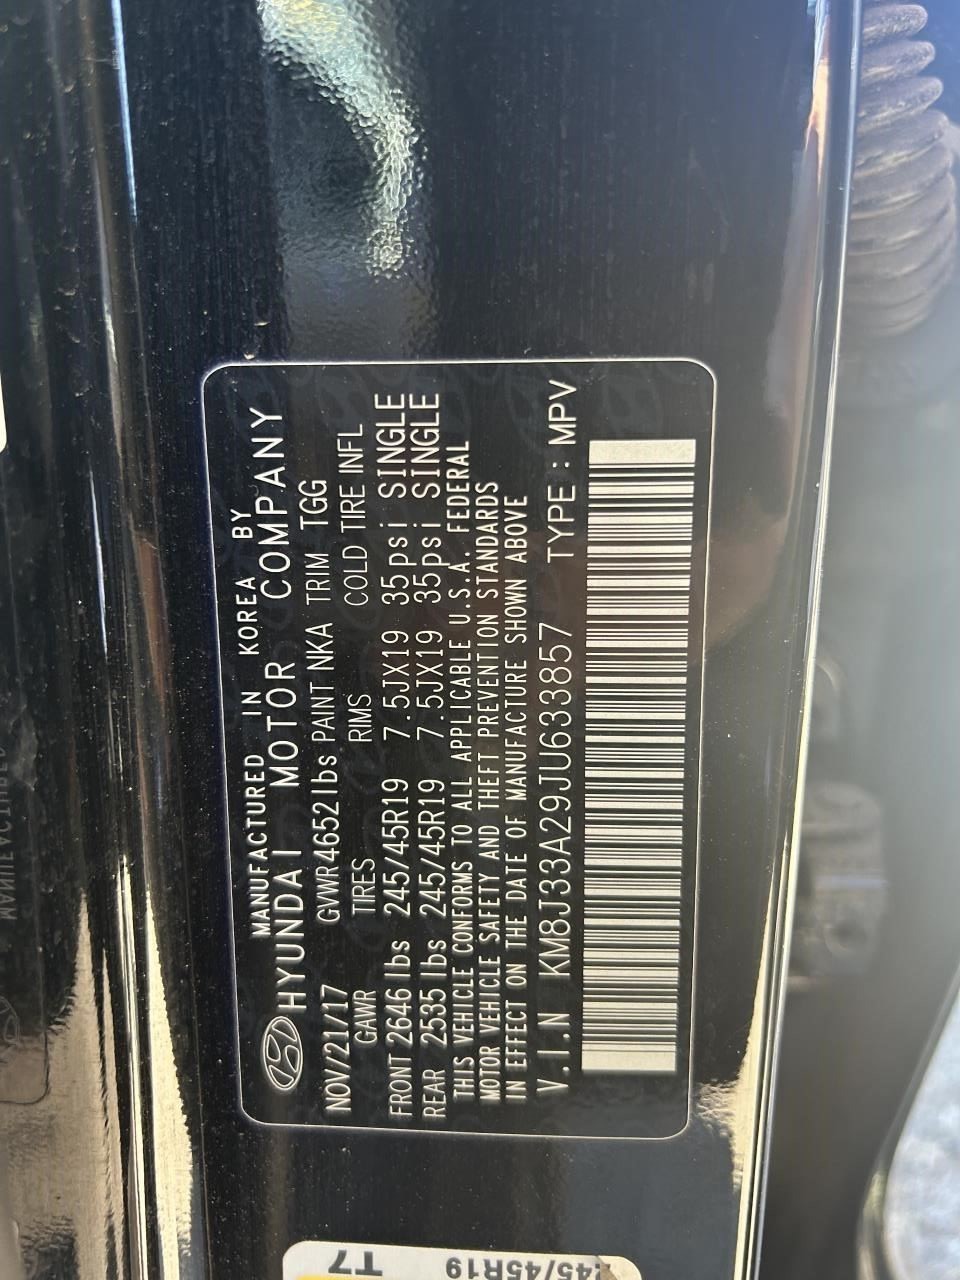 MANUFACTURED IN KOREA BY
HYUNDAI MOTOR COMPANY
NOV/21/17 GVWR 4652 lbs PAINT NKA TRIM TGG
GAWR TIRES RIMS COLD TIRE INFL
FRONT 2646 lbs 245/45R19 7.5JX19 35psi SINGLE
REAR 2535 lbs 245/45R19 7.5JX19 35psi SINGLE
THIS VEHICLE CONFORMS TO ALL APPLICABLE U.S.A. FEDERAL
MOTOR VEHICLE SAFETY AND THEFT PREVENTION STANDARDS
IN EFFECT ON THE DATE OF MANUFACTURE SHOWN ABOVE
V.I.N KM8J33A29JU633857 TYPE : MPV
T7
245/45R19